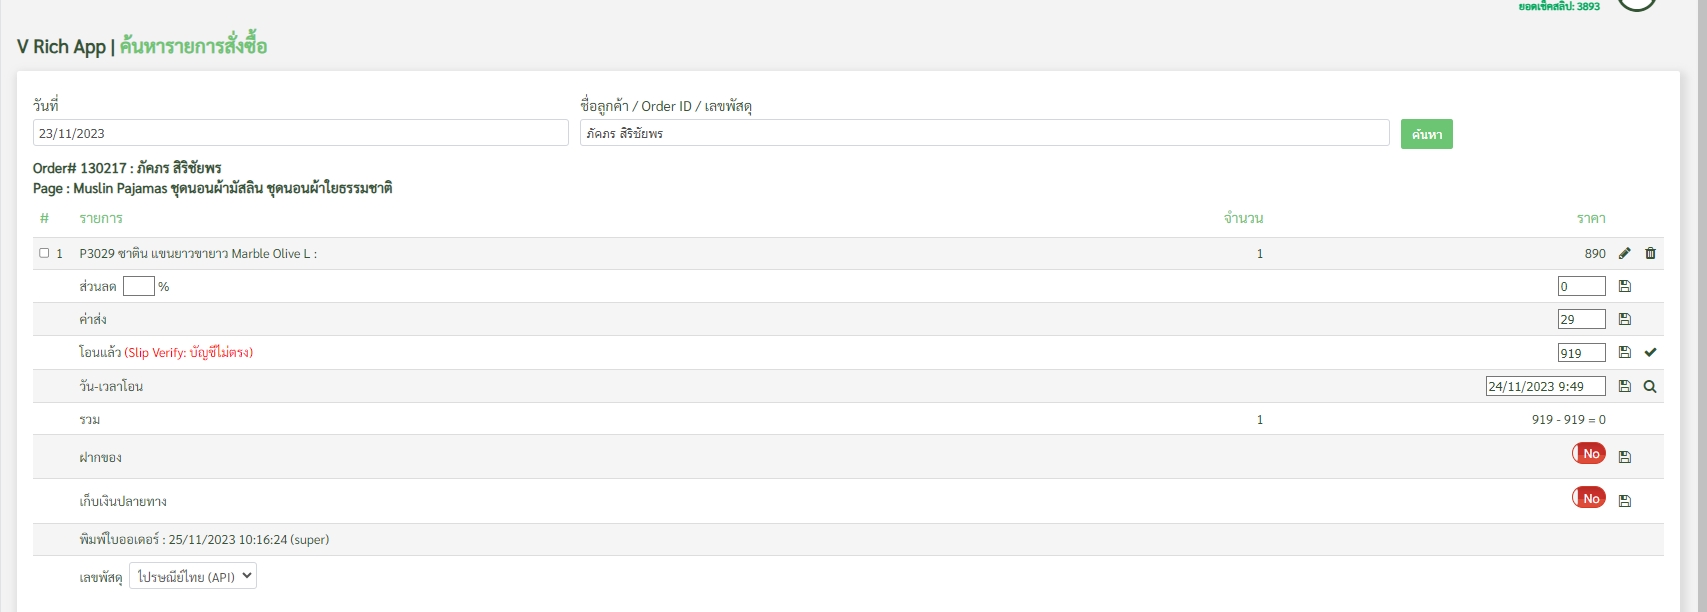 ยอดเช็คสลิป: 3893
V Rich App | ค้นหารายการสั่งซื้อ
วันที่ ชื่อลูกค้า / Order ID / เลขพัสดุ
23/11/2023 ภัคภร สิริชัยพร ค้นหา
Order# 130217 : ภัคภร สิริชัยพร
Page : Muslin Pajamas ชุดนอนผ้ามัสลิน ชุดนอนผ้าใยธรรมชาติ
# รายการ จำนวน ราคา
1 P3029 ซาติน แขนยาวขายาว Marble Olive L : 1 890
ส่วนลด % 0
ค่าส่ง 29
โอนแล้ว (Slip Verify: บัญชีไม่ตรง) 919
วัน-เวลาโอน 24/11/2023 9:49
รวม 1 919 - 919 = 0
ฝากของ No
เก็บเงินปลายทาง No
พิมพ์ใบออเดอร์ : 25/11/2023 10:16:24 (super)
เลขพัสดุ ไปรษณีย์ไทย (API)